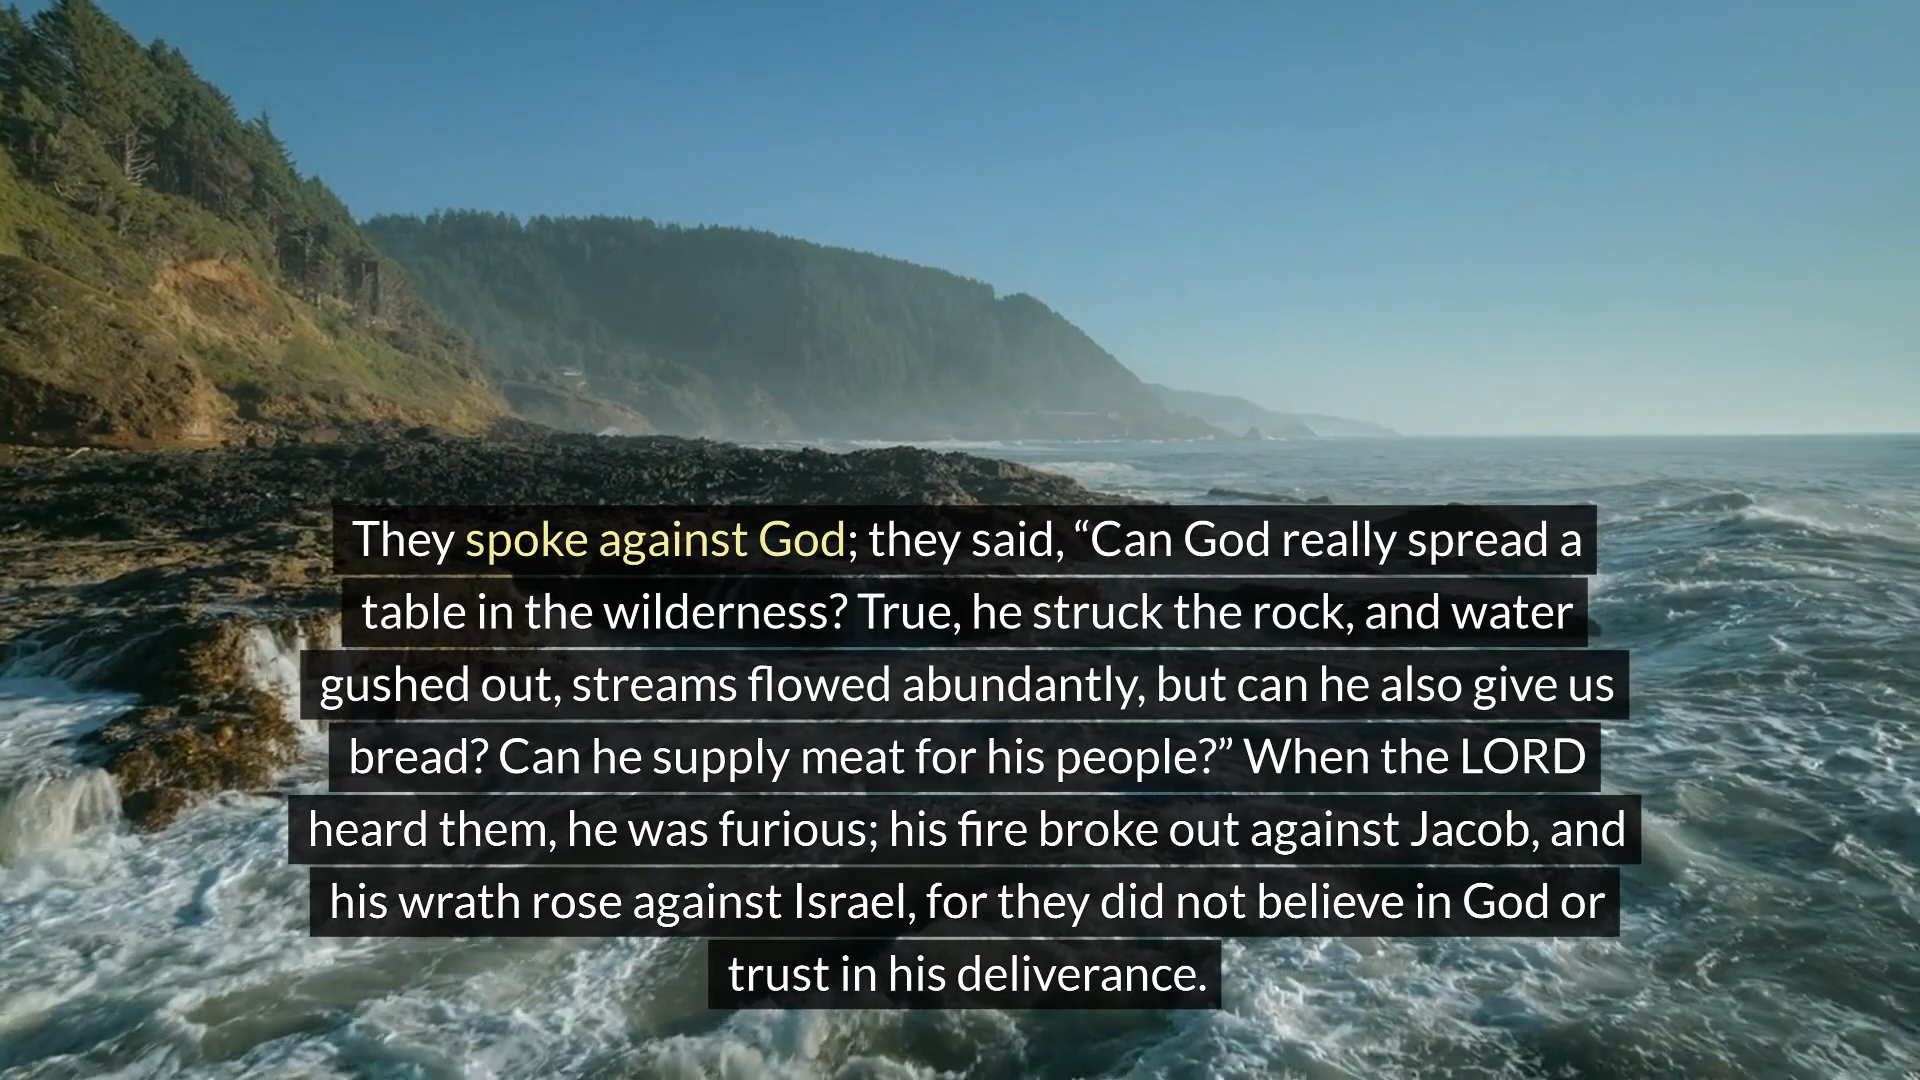 They spoke against God; they said, “Can God really spread a
table in the wilderness? True, he struck the rock, and water
gushed out, streams flowed abundantly, but can he also give us
bread? Can he supply meat for his people?” When the LORD
heard them, he was furious; his fire broke out against Jacob, and
his wrath rose against Israel, for they did not believe in God or
trust in his deliverance.